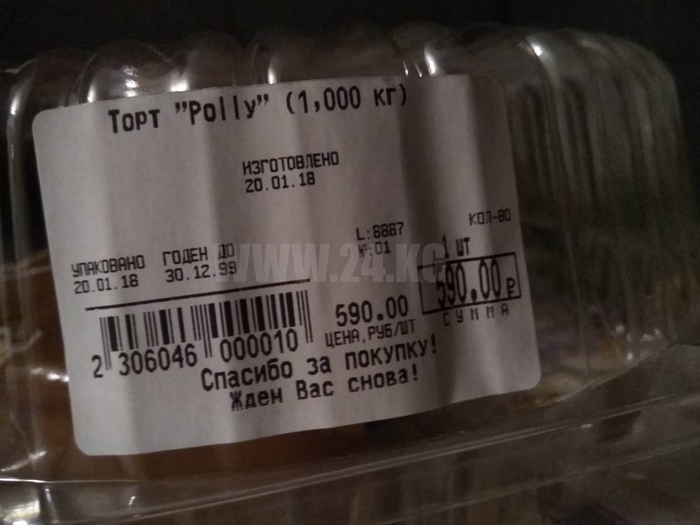 Торт "Polly" (1,000 кг)
ИЗГОТОВЛЕНО
20.01.18
УПАКОВАНО ГОДЕН ДО L:6667 КОЛ-ВО
20.01.18 30.12.99 №:01 1 ШТ
WWW.24.KG
590.00 590.00 ₽
ЦЕНА,РУБ/ШТ СУММА
2 306046 000010
Спасибо за покупку!
Ждем Вас снова!